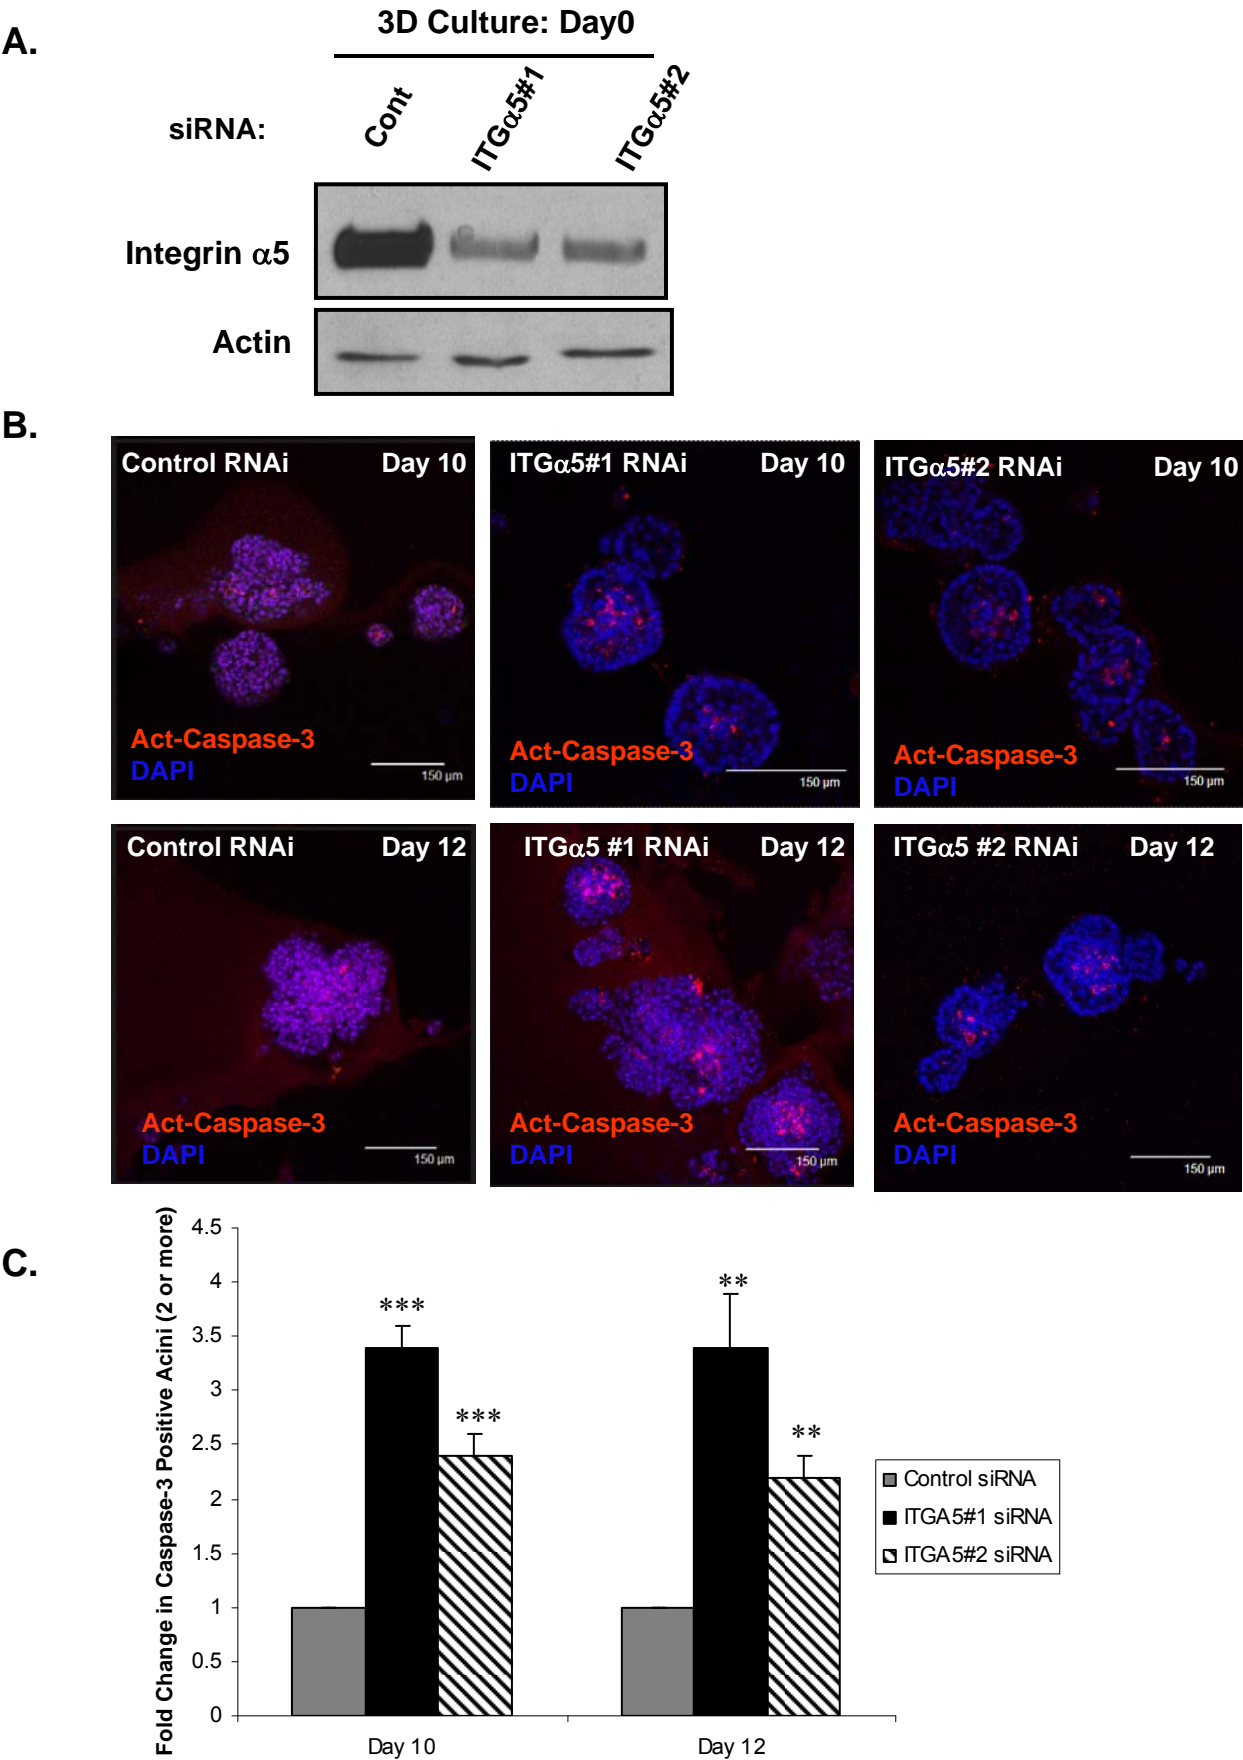 A.
3D Culture: Day0
siRNA:
Cont
ITGα5#1
ITGα5#2
Integrin α5
Actin
B.
Control RNAi Day 10
Act-Caspase-3
DAPI
150 µm
ITGα5#1 RNAi Day 10
Act-Caspase-3
DAPI
150 µm
ITGα5#2 RNAi Day 10
Act-Caspase-3
DAPI
150 µm
Control RNAi Day 12
Act-Caspase-3
DAPI
150 µm
ITGα5 #1 RNAi Day 12
Act-Caspase-3
DAPI
150 µm
ITGα5 #2 RNAi Day 12
Act-Caspase-3
DAPI
150 µm
C.
Fold Change in Caspase-3 Positive Acini (2 or more)
4.5
4
3.5
3
2.5
2
1.5
1
0.5
0
***
***
**
**
Day 10
Day 12
Control siRNA
ITGA5#1 siRNA
ITGA5#2 siRNA